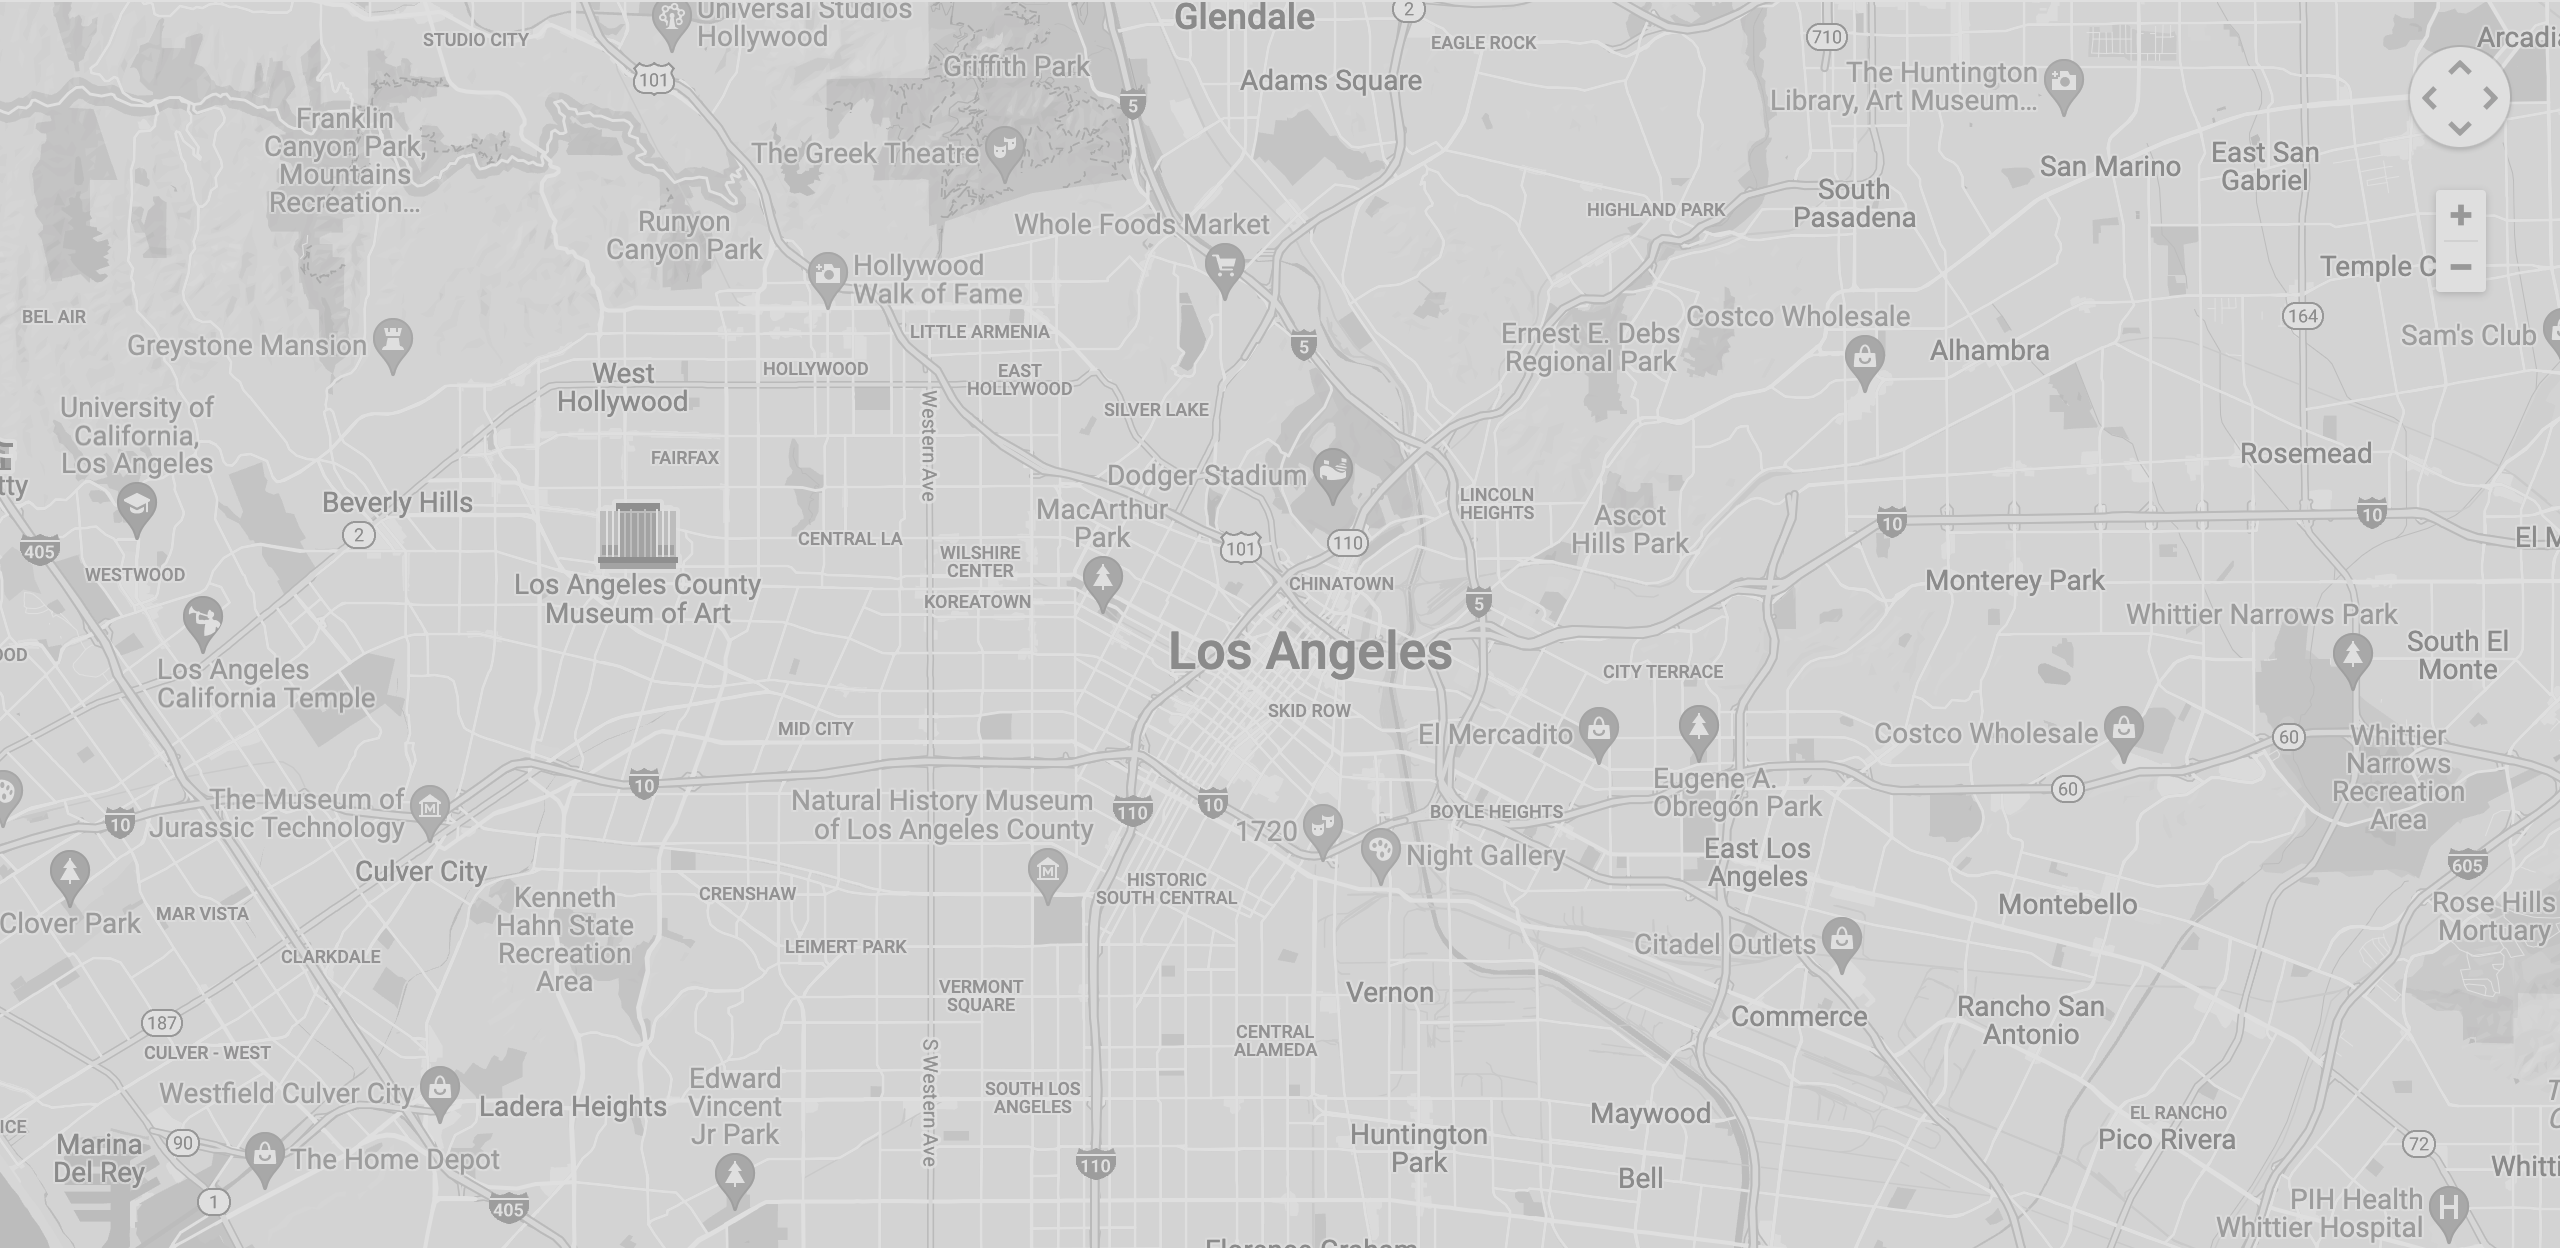 Universal Studios
Hollywood
STUDIO CITY
Glendale
2
EAGLE ROCK
710
Arcadi
101
Griffith Park
5
Adams Square
The Huntington
Library, Art Museum...
Franklin
Canyon Park,
Mountains
Recreation...
The Greek Theatre
San Marino
East San
Gabriel
South
Pasadena
HIGHLAND PARK
Runyon
Canyon Park
Whole Foods Market
Hollywood
Walk of Fame
Temple C
+
−
BEL AIR
Greystone Mansion
LITTLE ARMENIA
5
Ernest E. Debs
Regional Park
Costco Wholesale
164
Sam's Club
Alhambra
West
Hollywood
HOLLYWOOD
EAST
HOLLYWOOD
SILVER LAKE
Western Ave
University of
California,
Los Angeles
FAIRFAX
Rosemead
Dodger Stadium
tty
Beverly Hills
2
MacArthur
Park
LINCOLN
HEIGHTS
Ascot
Hills Park
10
10
405
CENTRAL LA
WILSHIRE
CENTER
101
110
El M
WESTWOOD
Los Angeles County
Museum of Art
KOREATOWN
CHINATOWN
5
Monterey Park
Whittier Narrows Park
OOD
Los Angeles
California Temple
Los Angeles
CITY TERRACE
South El
Monte
SKID ROW
MID CITY
El Mercadito
Costco Wholesale
60
Whittier
Narrows
Recreation
Area
10
10
The Museum of
Jurassic Technology
Natural History Museum
of Los Angeles County
110
10
1720
Eugene A.
Obregón Park
60
BOYLE HEIGHTS
Night Gallery
East Los
Angeles
605
Culver City
Clover Park
MAR VISTA
Kenneth
Hahn State
Recreation
Area
CRENSHAW
HISTORIC
SOUTH CENTRAL
Montebello
Rose Hills
Mortuary
CLARKDALE
LEIMERT PARK
Citadel Outlets
VERMONT
SQUARE
Vernon
Commerce
Rancho San
Antonio
187
CULVER - WEST
S Western Ave
CENTRAL
ALAMEDA
Westfield Culver City
Ladera Heights
Edward
Vincent
Jr Park
SOUTH LOS
ANGELES
Maywood
EL RANCHO
Pico Rivera
ICE
Marina
Del Rey
90
The Home Depot
Huntington
Park
72
Whitti
1
405
110
Bell
PIH Health
Whittier Hospital
H
Florence-Graham